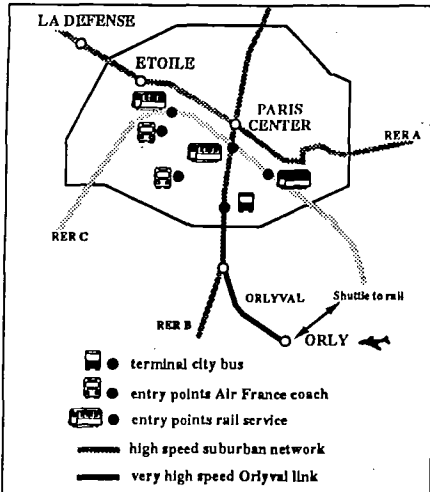 LA DEFENSE
ETOILE
PARIS
CENTER
RER A
RER C
ORLYVAL
Shuttle to rail
RER B
ORLY
terminal city bus
entry points Air France coach
entry points rail service
high speed suburban network
very high speed Orlyval link